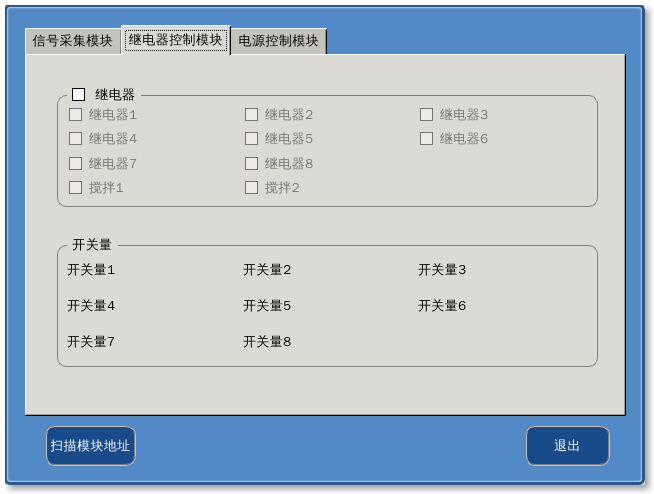 信号采集模块 继电器控制模块 电源控制模块
继电器
继电器1 继电器2 继电器3
继电器4 继电器5 继电器6
继电器7 继电器8
搅拌1 搅拌2
开关量
开关量1 开关量2 开关量3
开关量4 开关量5 开关量6
开关量7 开关量8
扫描模块地址 退出